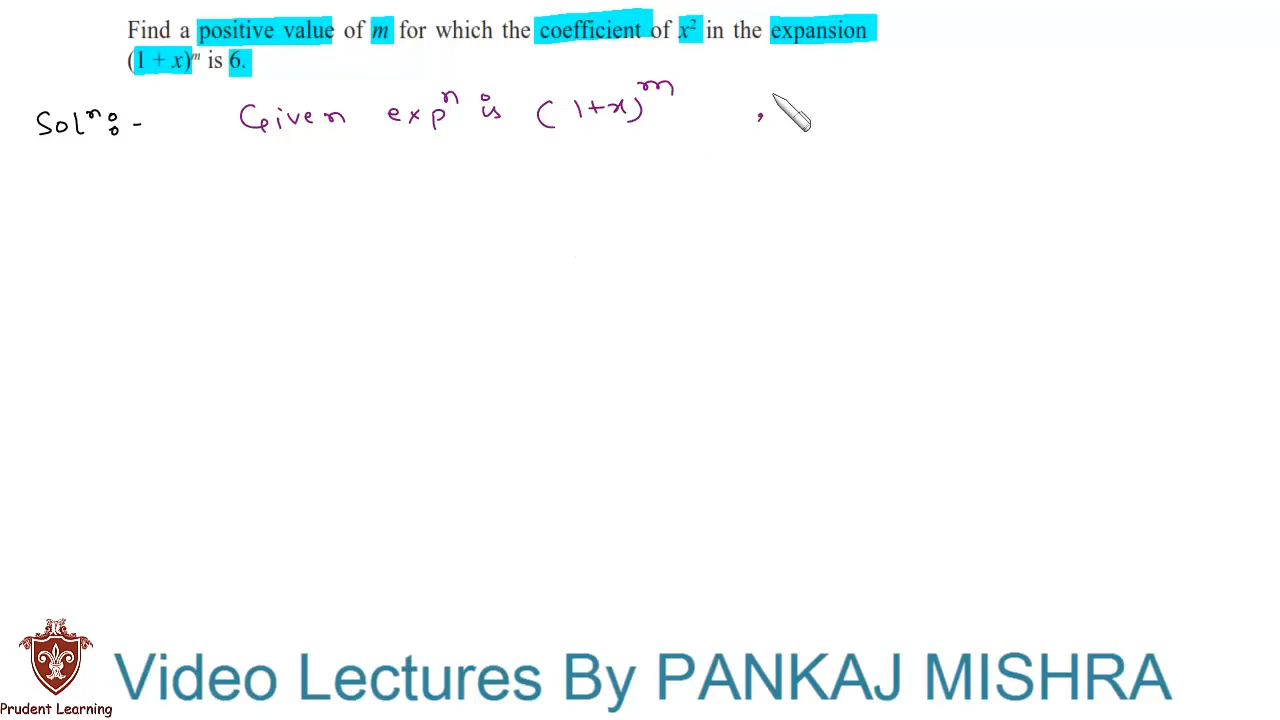 Find a positive value of m for which the coefficient of x² in the expansion
(1 + x)ᵐ is 6.
Solⁿ:- Given expⁿ is (1+x)ᵐ ,
Prudent Learning
Video Lectures By PANKAJ MISHRA